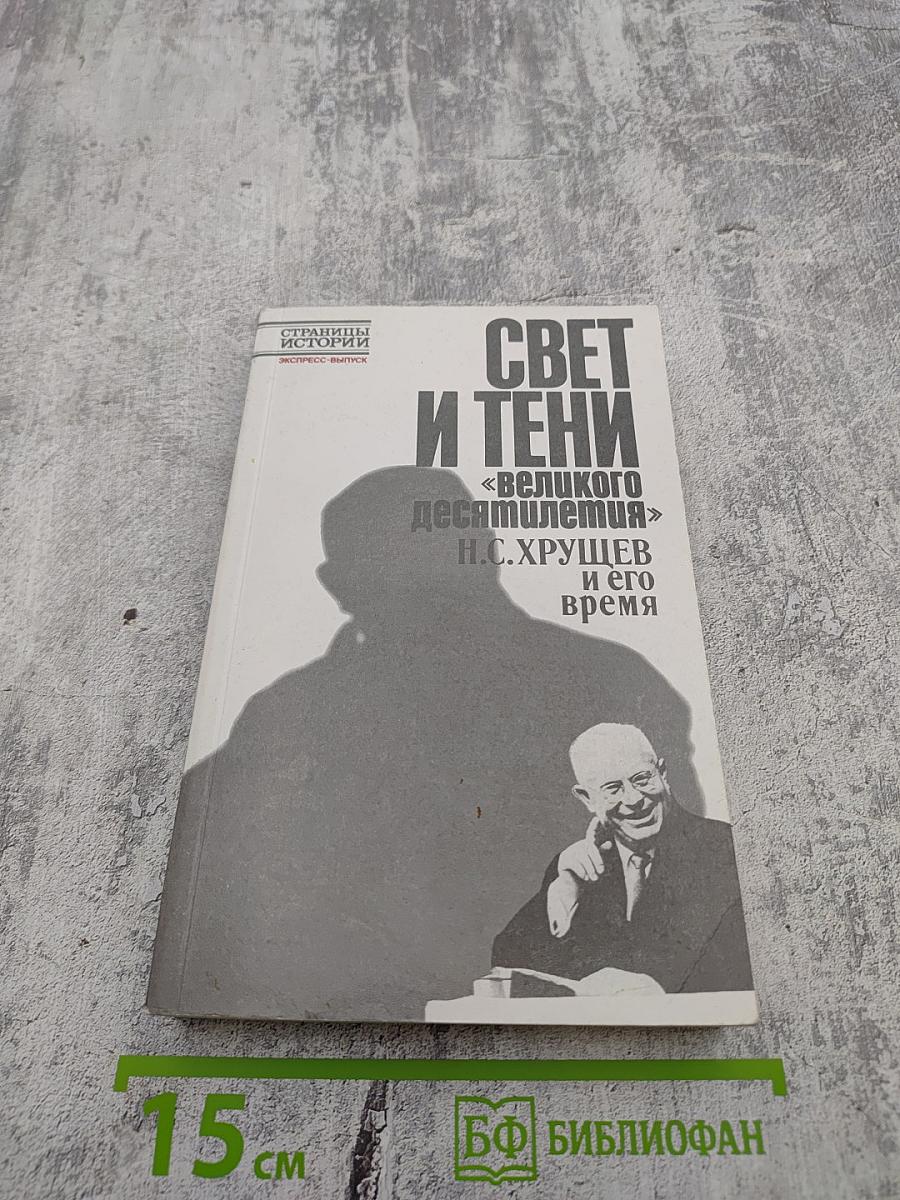 СТРАНИЦЫ
ИСТОРИИ
ЭКСПРЕСС-ВЫПУСК
СВЕТ
И ТЕНИ
«великого
десятилетия»
Н.С.ХРУЩЕВ
и его
время
15 см
БФ БИБЛИОФАН